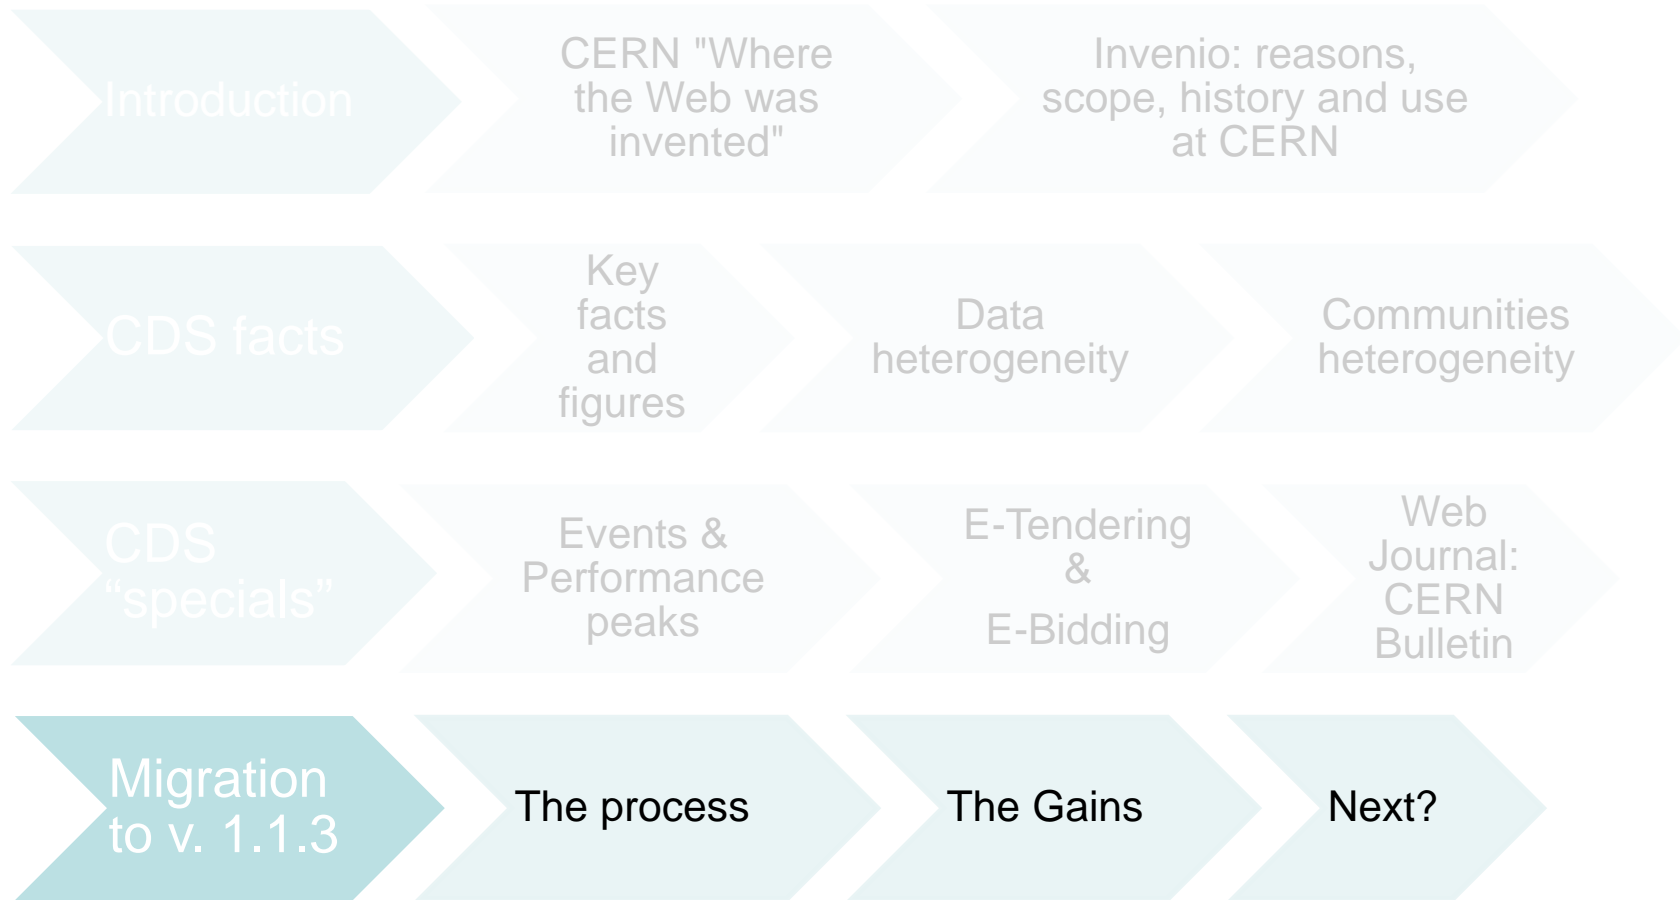 Introduction
CERN "Where
the Web was
invented"
Invenio: reasons,
scope, history and use
at CERN
CDS facts
Key
facts
and
figures
Data
heterogeneity
Communities
heterogeneity
CDS
“specials”
Events &
Performance
peaks
E-Tendering
&
E-Bidding
Web
Journal:
CERN
Bulletin
Migration
to v. 1.1.3
The process
The Gains
Next?